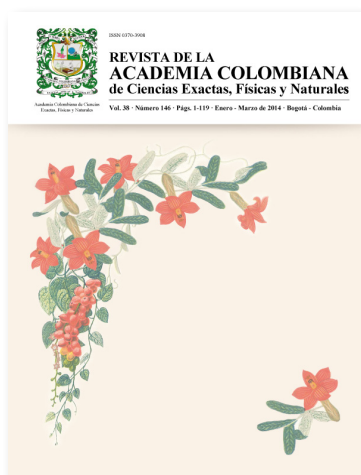 ISSN 0370-3908
REVISTA DE LA
ACADEMIA COLOMBIANA
de Ciencias Exactas, Físicas y Naturales
Vol. 38 · Número 146 · Págs. 1-119 · Enero - Marzo de 2014 · Bogotá - Colombia
Academia Colombiana de Ciencias
Exactas, Físicas y Naturales